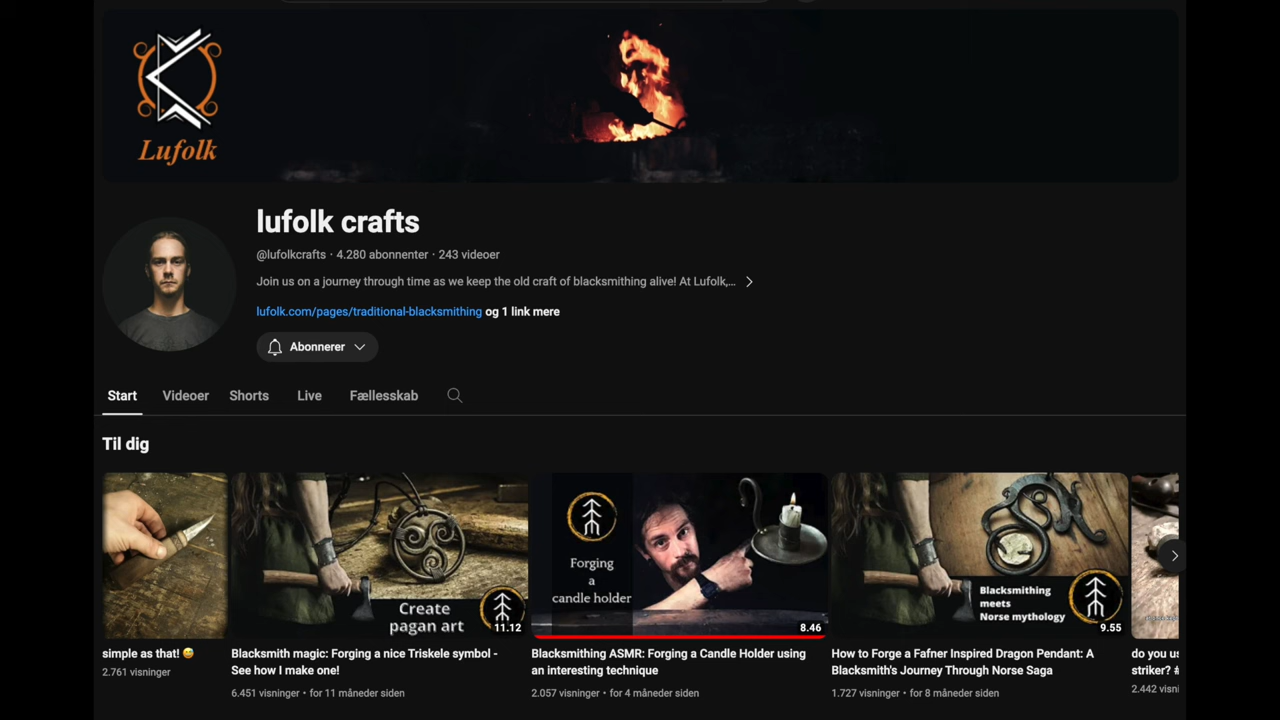 Lufolk
lufolk crafts
@lufolkcrafts · 4.280 abonnenter · 243 videoer
Join us on a journey through time as we keep the old craft of blacksmithing alive! At Lufolk,...
lufolk.com/pages/traditional-blacksmithing og 1 link mere
Abonnerer
Start Videoer Shorts Live Fællesskab
Til dig
Create
pagan art
11.12
Forging
a
candle holder
8.46
Blacksmithing
meets
Norse mythology
9.55
simple as that! 😅
2.761 visninger
Blacksmith magic: Forging a nice Triskele symbol -
See how I make one!
6.451 visninger • for 11 måneder siden
Blacksmithing ASMR: Forging a Candle Holder using
an interesting technique
2.057 visninger • for 4 måneder siden
How to Forge a Fafner Inspired Dragon Pendant: A
Blacksmith's Journey Through Norse Saga
1.727 visninger • for 8 måneder siden
do you us
striker? #
2.442 visni